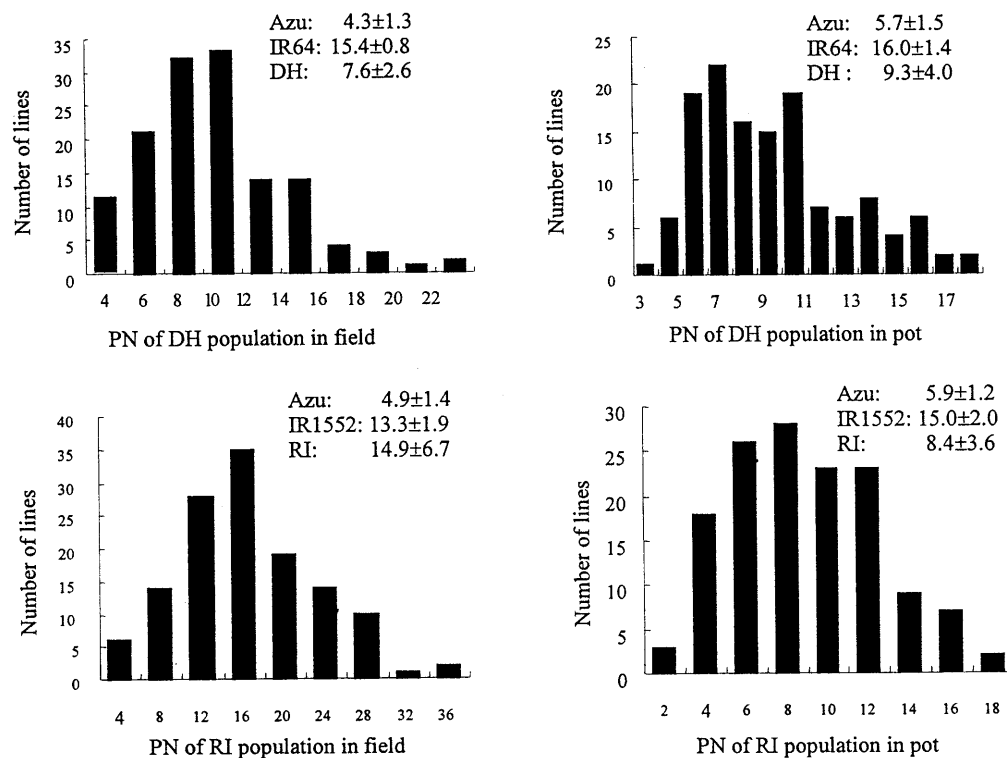 Azu: 4.3±1.3
IR64: 15.4±0.8
DH: 7.6±2.6
35
30
25
20
15
10
5
0
Number of lines
4 6 8 10 12 14 16 18 20 22
PN of DH population in field
Azu: 5.7±1.5
IR64: 16.0±1.4
DH : 9.3±4.0
25
20
15
10
5
0
Number of lines
3 5 7 9 11 13 15 17
PN of DH population in pot
Azu: 4.9±1.4
IR1552: 13.3±1.9
RI: 14.9±6.7
40
35
30
25
20
15
10
5
0
Number of lines
4 8 12 16 20 24 28 32 36
PN of RI population in field
Azu: 5.9±1.2
IR1552: 15.0±2.0
RI: 8.4±3.6
30
25
20
15
10
5
0
Number of lines
2 4 6 8 10 12 14 16 18
PN of RI population in pot